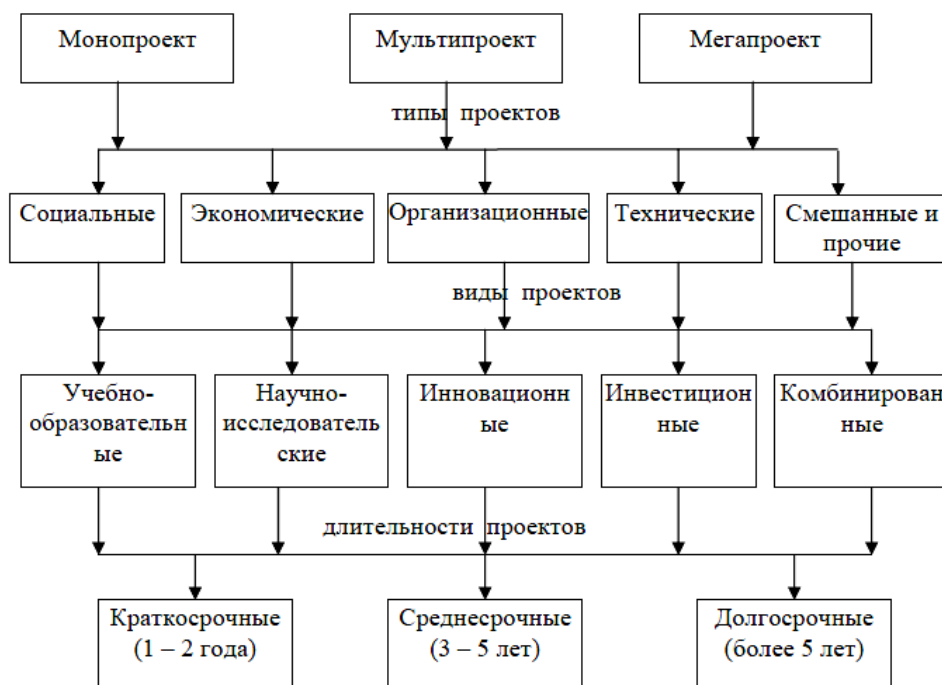 Монопроект
Мультипроект
Мегапроект
типы проектов
Социальные
Экономические
Организационные
Технические
Смешанные и
прочие
виды проектов
Учебно-
образовательн
ые
Научно-
исследователь
ские
Инновационн
ые
Инвестицион
ные
Комбинирован
ные
длительности проектов
Краткосрочные
(1 – 2 года)
Среднесрочные
(3 – 5 лет)
Долгосрочные
(более 5 лет)